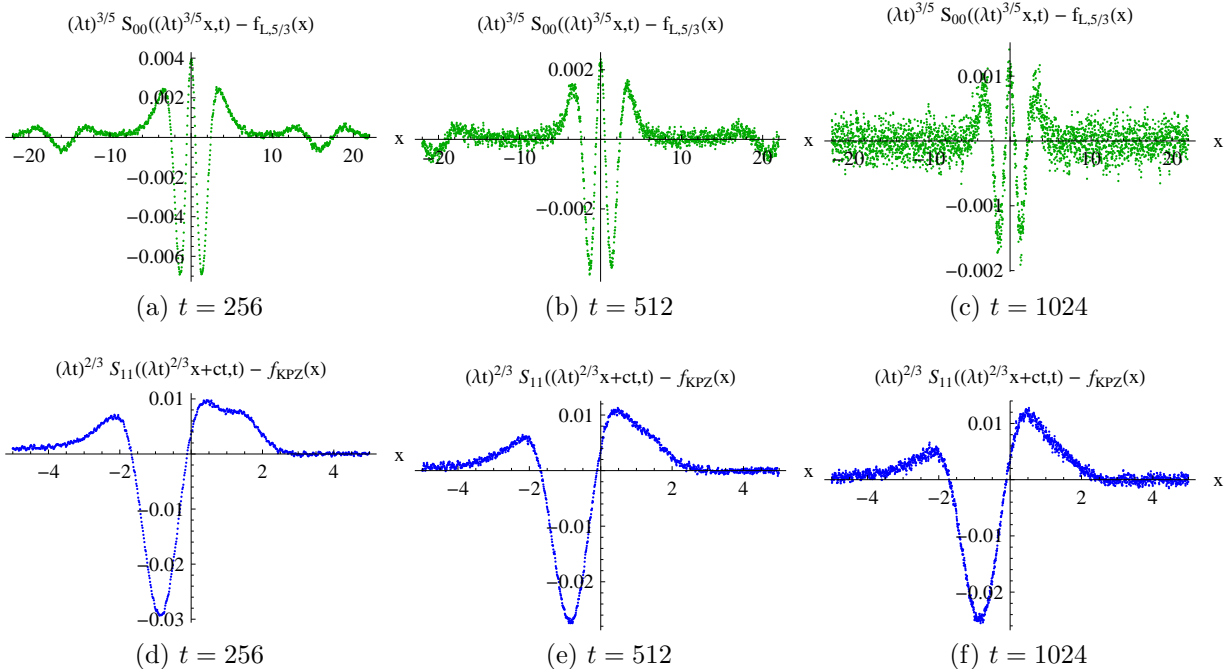 (λt)^{3/5} S_{00}((λt)^{3/5}x,t) − f_{L,5/3}(x)
0.004
0.002
−20 −10 10 20 x
−0.002
−0.004
−0.006
(a) t = 256
(λt)^{3/5} S_{00}((λt)^{3/5}x,t) − f_{L,5/3}(x)
0.002
−20 −10 10 20 x
−0.002
(b) t = 512
(λt)^{3/5} S_{00}((λt)^{3/5}x,t) − f_{L,5/3}(x)
0.001
−20 −10 10 20 x
−0.001
−0.002
(c) t = 1024
(λt)^{2/3} S_{11}((λt)^{2/3}x+ct,t) − f_{KPZ}(x)
0.01
−4 −2 2 4 x
−0.01
−0.02
−0.03
(d) t = 256
(λt)^{2/3} S_{11}((λt)^{2/3}x+ct,t) − f_{KPZ}(x)
0.01
−4 −2 2 4 x
−0.01
−0.02
(e) t = 512
(λt)^{2/3} S_{11}((λt)^{2/3}x+ct,t) − f_{KPZ}(x)
0.01
−4 −2 2 4 x
−0.01
−0.02
(f) t = 1024